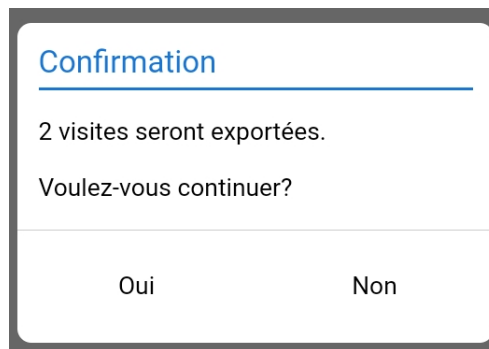 Confirmation
2 visites seront exportées.
Voulez-vous continuer?
Oui
Non